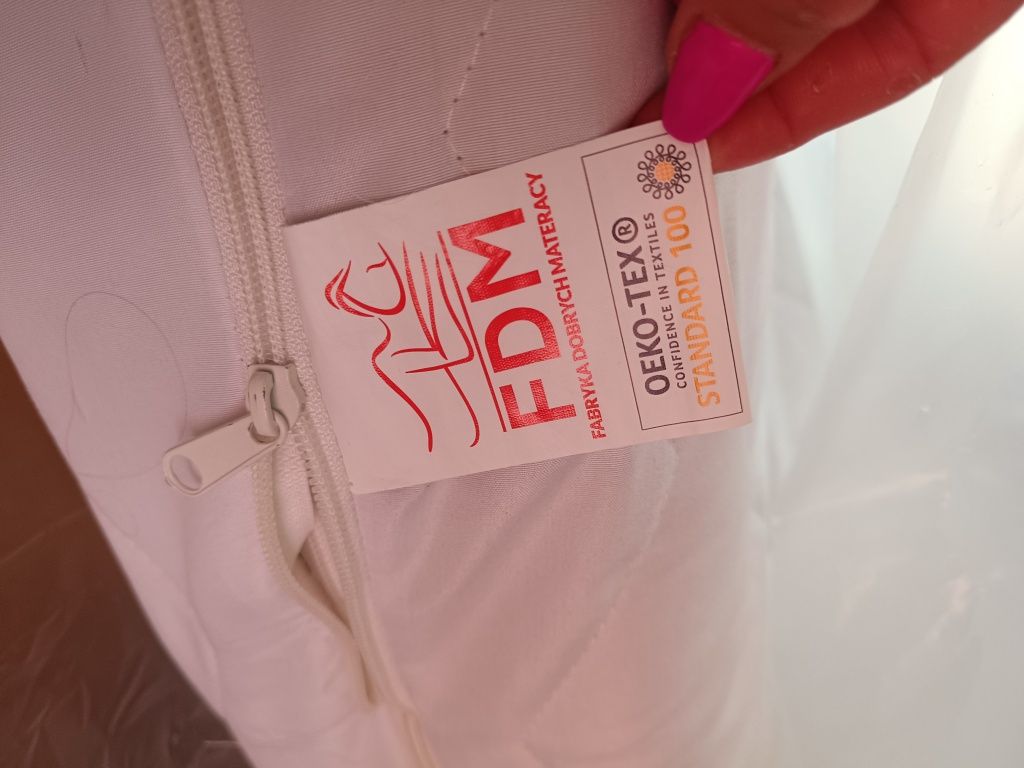 FDM
FABRYKA DOBRYCH MATERACY
OEKO-TEX®
CONFIDENCE IN TEXTILES
STANDARD 100